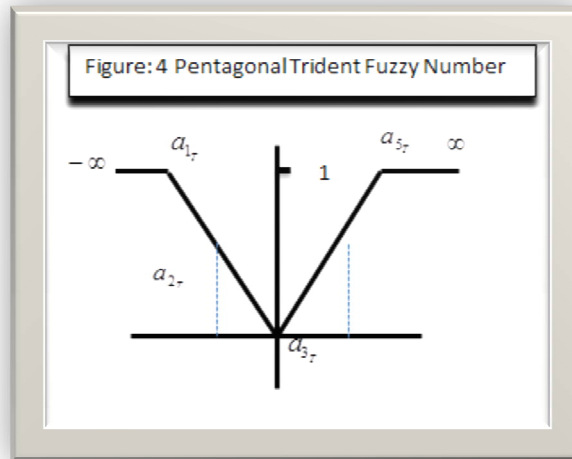 Figure: 4 Pentagonal Trident Fuzzy Number
a₁τ a₅τ ∞
−∞ 1
a₂τ
a₃τ